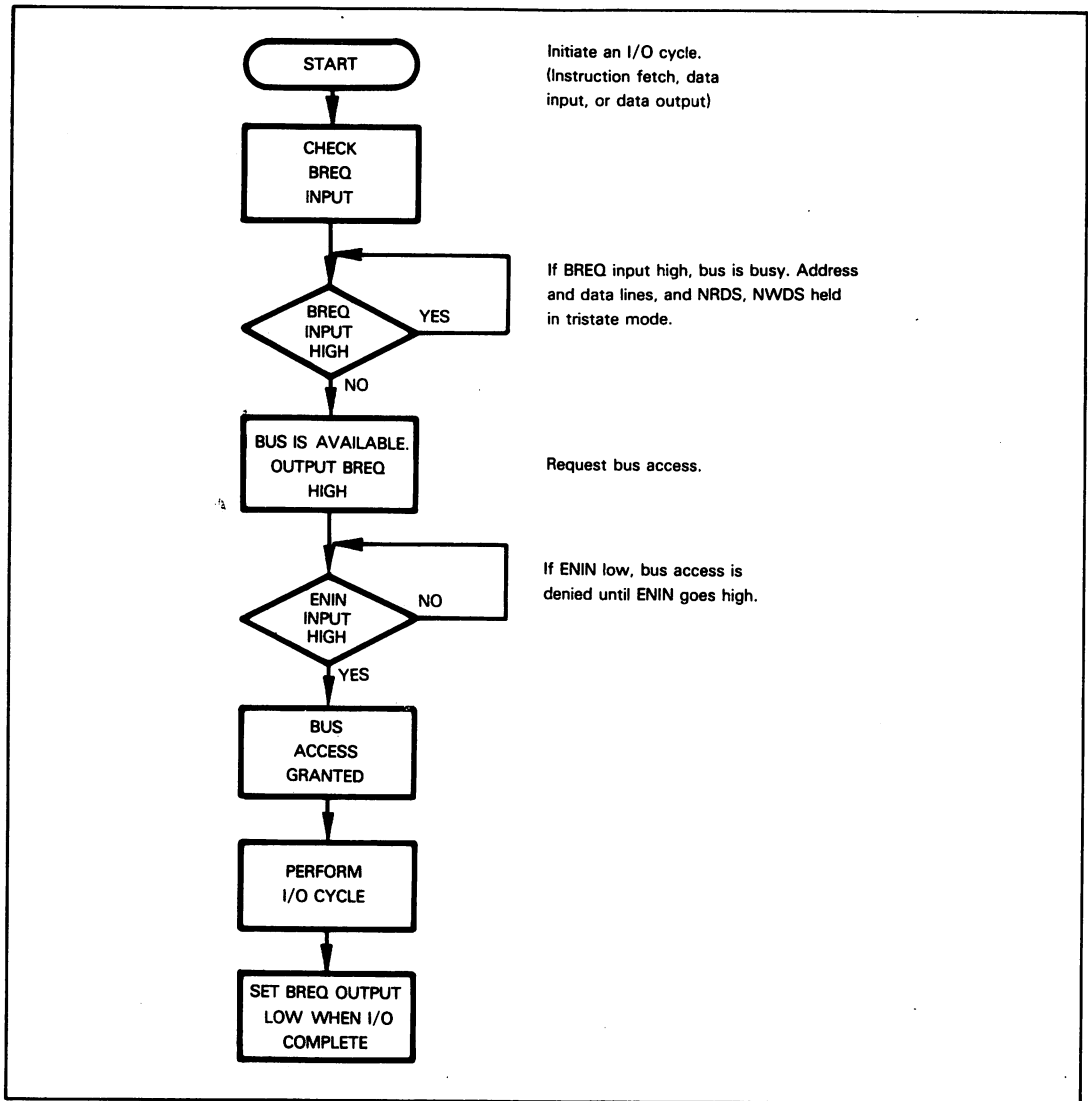 START
Initiate an I/O cycle.
(Instruction fetch, data
input, or data output)
CHECK
BREQ
INPUT
If BREQ input high, bus is busy. Address
and data lines, and NRDS, NWDS held
in tristate mode.
BREQ
INPUT
HIGH
YES
NO
BUS IS AVAILABLE.
OUTPUT BREQ
HIGH
Request bus access.
If ENIN low, bus access is
denied until ENIN goes high.
ENIN
INPUT
HIGH
NO
YES
BUS
ACCESS
GRANTED
PERFORM
I/O CYCLE
SET BREQ OUTPUT
LOW WHEN I/O
COMPLETE